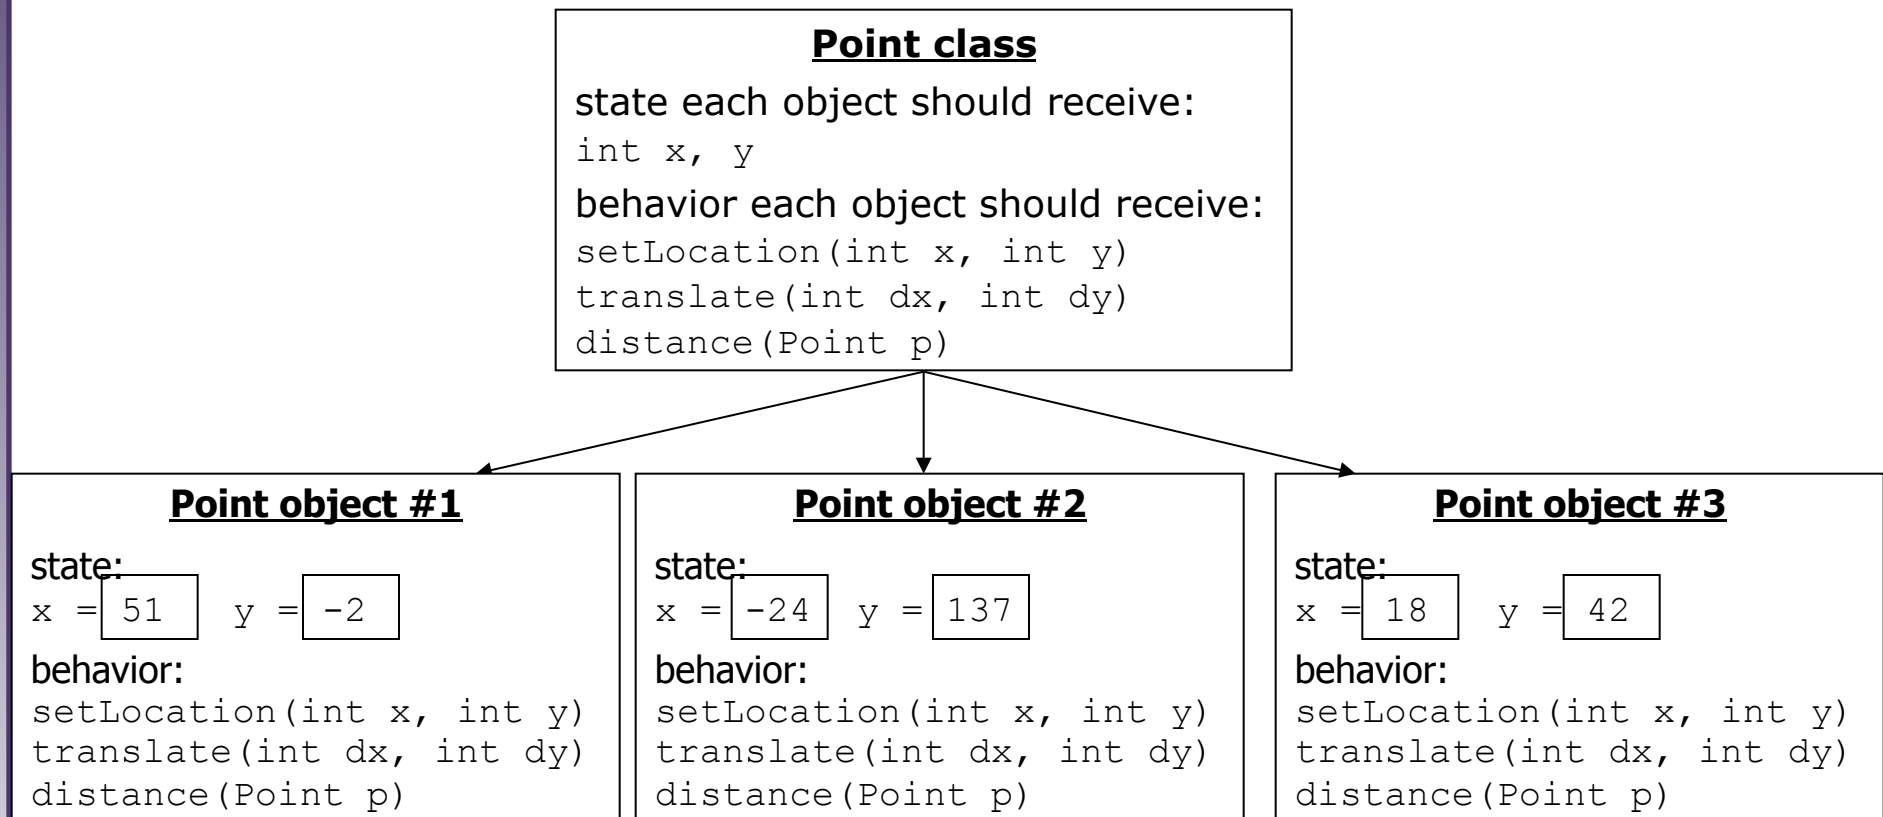 Point class
state each object should receive:
int x, y
behavior each object should receive:
setLocation(int x, int y)
translate(int dx, int dy)
distance(Point p)
Point object #1
state:
x = 51 y = -2
behavior:
setLocation(int x, int y)
translate(int dx, int dy)
distance(Point p)
Point object #2
state:
x = -24 y = 137
behavior:
setLocation(int x, int y)
translate(int dx, int dy)
distance(Point p)
Point object #3
state:
x = 18 y = 42
behavior:
setLocation(int x, int y)
translate(int dx, int dy)
distance(Point p)